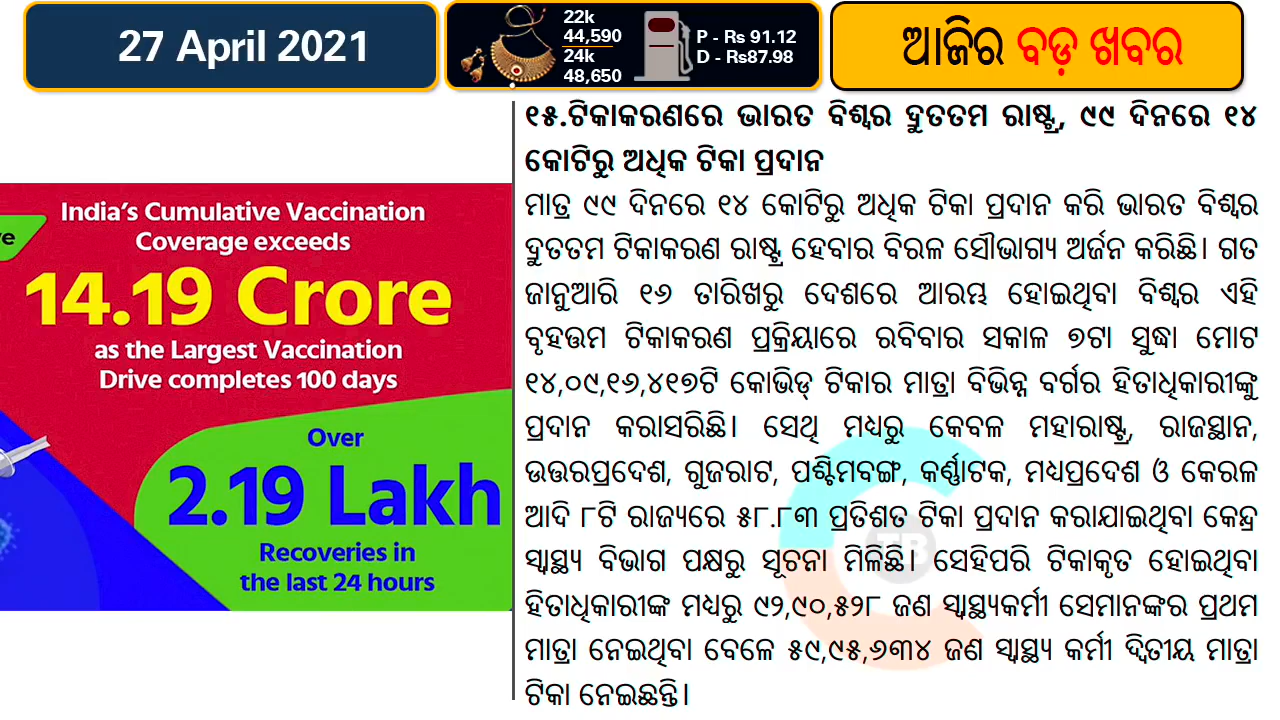 27 April 2021
22k
44,590
24k
48,650
P - Rs 91.12
D - Rs87.98
ଆଜିର ବଡ଼ ଖବର
India's Cumulative Vaccination
Coverage exceeds
14.19 Crore
as the Largest Vaccination
Drive completes 100 days
Over
2.19 Lakh
Recoveries in
the last 24 hours
୧୫.ଟିକାକରଣରେ ଭାରତ ବିଶ୍ୱର ଦ୍ରୁତତମ ରାଷ୍ଟ୍ର, ୯୯ ଦିନରେ ୧୪
କୋଟିରୁ ଅଧିକ ଟିକା ପ୍ରଦାନ
ମାତ୍ର ୯୯ ଦିନରେ ୧୪ କୋଟିରୁ ଅଧିକ ଟିକା ପ୍ରଦାନ କରି ଭାରତ ବିଶ୍ୱର
ଦ୍ରୁତତମ ଟିକାକରଣ ରାଷ୍ଟ୍ର ହେବାର ବିରଳ ସୌଭାଗ୍ୟ ଅର୍ଜନ କରିଛି। ଗତ
ଜାନୁଆରି ୧୬ ତାରିଖରୁ ଦେଶରେ ଆରମ୍ଭ ହୋଇଥିବା ବିଶ୍ୱର ଏହି
ବୃହତ୍ତମ ଟିକାକରଣ ପ୍ରକ୍ରିୟାରେ ରବିବାର ସକାଳ ୭ଟା ସୁଦ୍ଧା ମୋଟ
୧୪,୦୯,୧୬,୪୧୭ଟି କୋଭିଡ୍ ଟିକାର ମାତ୍ରା ବିଭିନ୍ନ ବର୍ଗର ହିତାଧିକାରୀଙ୍କୁ
ପ୍ରଦାନ କରାସରିଛି। ସେଥି ମଧ୍ୟରୁ କେବଳ ମହାରାଷ୍ଟ୍ର, ରାଜସ୍ଥାନ,
ଉତ୍ତରପ୍ରଦେଶ, ଗୁଜରାଟ, ପଶ୍ଚିମବଙ୍ଗ, କର୍ଣ୍ଣାଟକ, ମଧ୍ୟପ୍ରଦେଶ ଓ କେରଳ
ଆଦି ୮ଟି ରାଜ୍ୟରେ ୫୮.୮୩ ପ୍ରତିଶତ ଟିକା ପ୍ରଦାନ କରାଯାଇଥିବା କେନ୍ଦ୍ର
ସ୍ୱାସ୍ଥ୍ୟ ବିଭାଗ ପକ୍ଷରୁ ସୂଚନା ମିଳିଛି। ସେହିପରି ଟିକାକୃତ ହୋଇଥିବା
ହିତାଧିକାରୀଙ୍କ ମଧ୍ୟରୁ ୯୨,୯୦,୫୨୮ ଜଣ ସ୍ୱାସ୍ଥ୍ୟକର୍ମୀ ସେମାନଙ୍କର ପ୍ରଥମ
ମାତ୍ରା ନେଇଥିବା ବେଳେ ୫୯,୯୫,୬୩୪ ଜଣ ସ୍ୱାସ୍ଥ୍ୟ କର୍ମୀ ଦ୍ୱିତୀୟ ମାତ୍ରା
ଟିକା ନେଇଛନ୍ତି।
TB